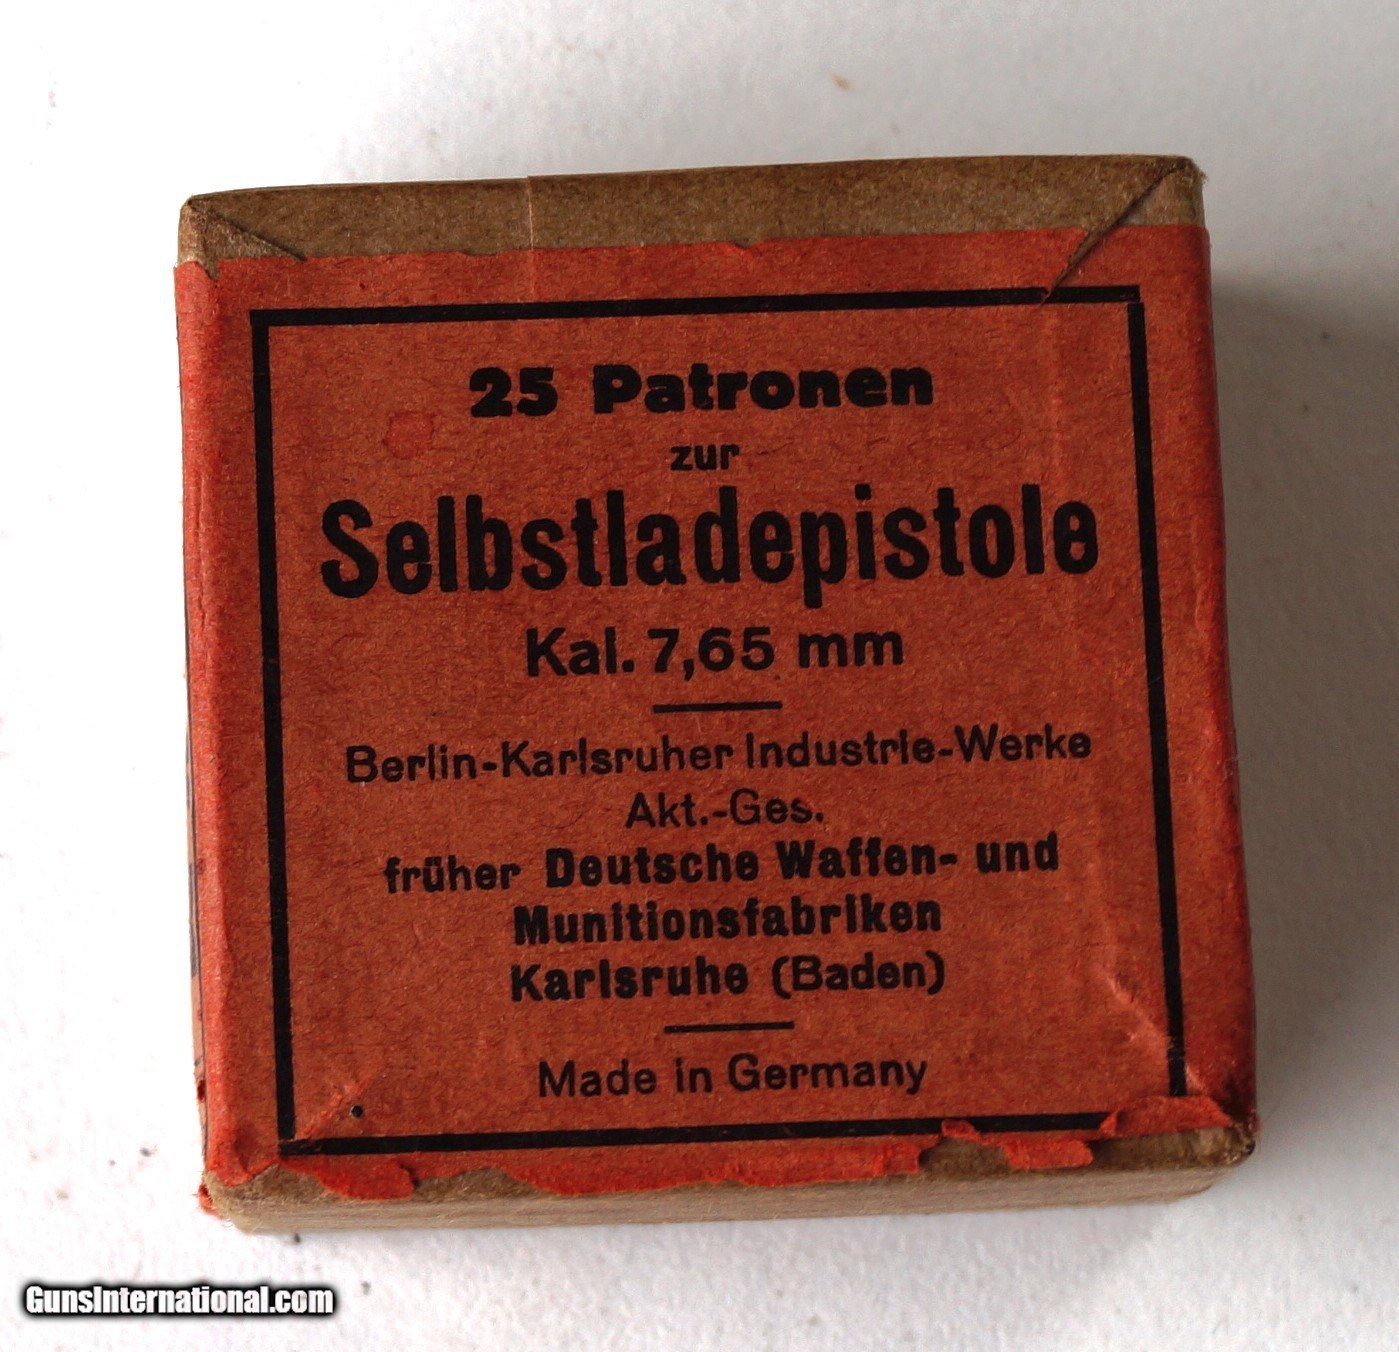 25 Patronen
zur
Selbstladepistole
Kal. 7,65 mm
Berlin-Karlsruher Industrie-Werke
Akt.-Ges.
früher Deutsche Waffen- und
Munitionsfabriken
Karlsruhe (Baden)
Made in Germany
GunsInternational.com